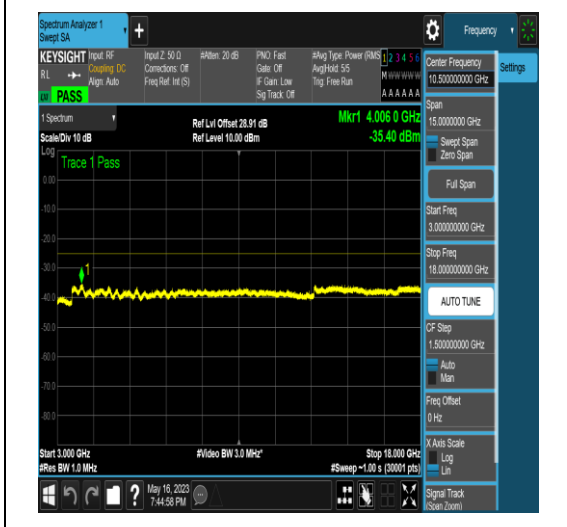 Spectrum Analyzer 1
Swept SA
+
Frequency
KEYSIGHT
RL
PASS
Input: RF
Coupling: DC
Align: Auto
Input Z: 50 Ω
Corrections: Off
Freq Ref: Int (S)
#Atten: 20 dB
PNO: Fast
Gate: Off
IF Gain: Low
Sig Track: Off
#Avg Type: Power (RMS
Avg|Hold: 5/5
Trig: Free Run
1 2 3 4 5 6
M W W W W W
A A A A A A
1 Spectrum
Scale/Div 10 dB
Ref Lvl Offset 28.91 dB
Ref Level 10.00 dBm
Mkr1 4.006 0 GHz
-35.40 dBm
Log
Trace 1 Pass
0.00
-10.0
-20.0
-30.0
1
-40.0
-50.0
-60.0
-70.0
-80.0
Start 3.000 GHz
#Res BW 1.0 MHz
#Video BW 3.0 MHz*
Stop 18.000 GHz
#Sweep ~1.00 s (30001 pts)
Center Frequency
10.500000000 GHz
Settings
Span
15.0000000 GHz
Swept Span
Zero Span
Full Span
Start Freq
3.000000000 GHz
Stop Freq
18.000000000 GHz
AUTO TUNE
CF Step
1.500000000 GHz
Auto
Man
Freq Offset
0 Hz
X Axis Scale
Log
Lin
Signal Track
(Span Zoom)
?
May 16, 2023
7:44:58 PM